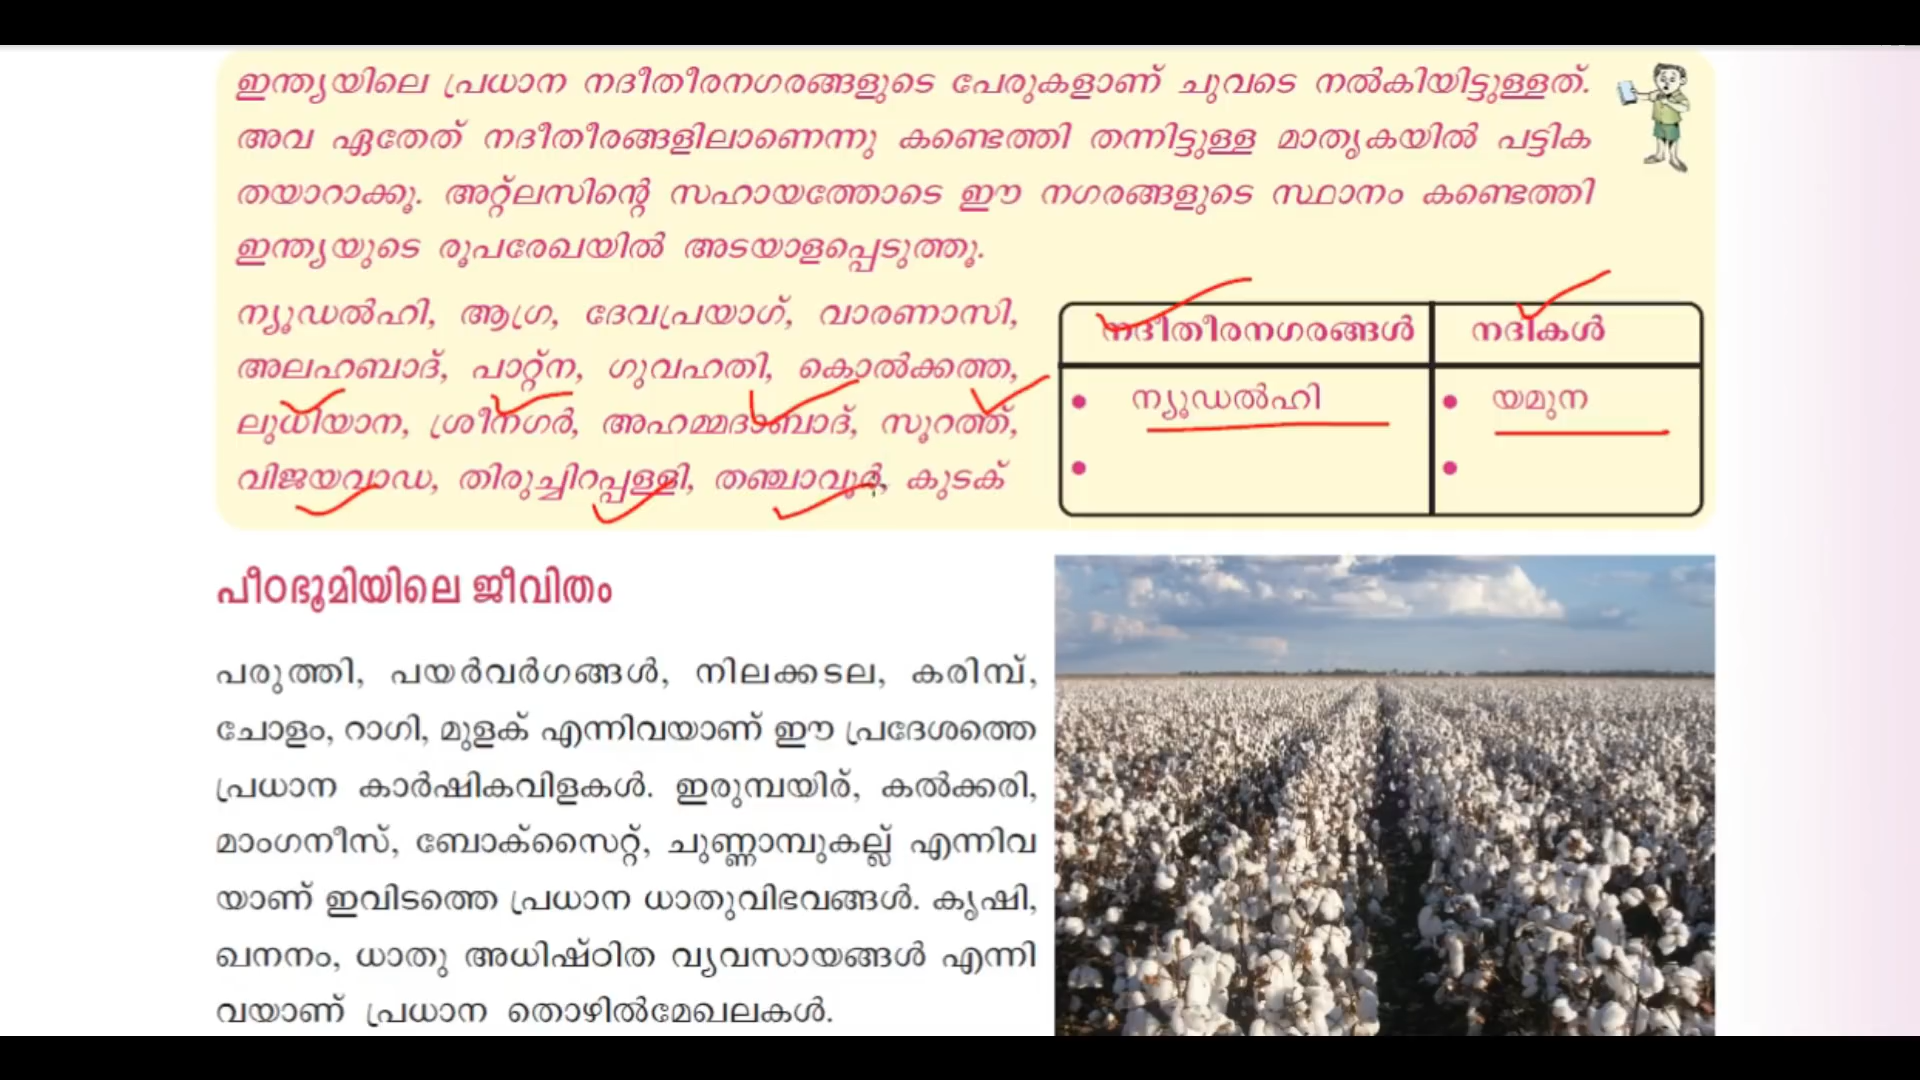 ഇന്ത്യയിലെ പ്രധാന നദീതീരനഗരങ്ങളുടെ പേരുകളാണ് ചുവടെ നൽകിയിട്ടുള്ളത്.
അവ ഏതേത് നദീതീരങ്ങളിലാണെന്നു കണ്ടെത്തി തന്നിട്ടുള്ള മാതൃകയിൽ പട്ടിക
തയാറാക്കൂ. അറ്റ്ലസിന്റെ സഹായത്തോടെ ഈ നഗരങ്ങളുടെ സ്ഥാനം കണ്ടെത്തി
ഇന്ത്യയുടെ രൂപരേഖയിൽ അടയാളപ്പെടുത്തൂ.
ന്യൂഡൽഹി, ആഗ്ര, ദേവപ്രയാഗ്, വാരണാസി,
അലഹബാദ്, പാറ്റ്ന, ഗുവഹതി, കൊൽക്കത്ത,
ലുധിയാന, ശ്രീനഗർ, അഹമ്മദാബാദ്, സൂറത്ത്,
വിജയവാഡ, തിരുച്ചിറപ്പള്ളി, തഞ്ചാവൂർ, കുടക്
നദീതീരനഗരങ്ങൾ നദികൾ
• ന്യൂഡൽഹി • യമുന
• •
പീഠഭൂമിയിലെ ജീവിതം
പരുത്തി, പയർവർഗങ്ങൾ, നിലക്കടല, കരിമ്പ്,
ചോളം, റാഗി, മുളക് എന്നിവയാണ് ഈ പ്രദേശത്തെ
പ്രധാന കാർഷികവിളകൾ. ഇരുമ്പയിര്, കൽക്കരി,
മാംഗനീസ്, ബോക്സൈറ്റ്, ചുണ്ണാമ്പുകല്ല് എന്നിവ
യാണ് ഇവിടത്തെ പ്രധാന ധാതുവിഭവങ്ങൾ. കൃഷി,
ഖനനം, ധാതു അധിഷ്ഠിത വ്യവസായങ്ങൾ എന്നി
വയാണ് പ്രധാന തൊഴിൽമേഖലകൾ.